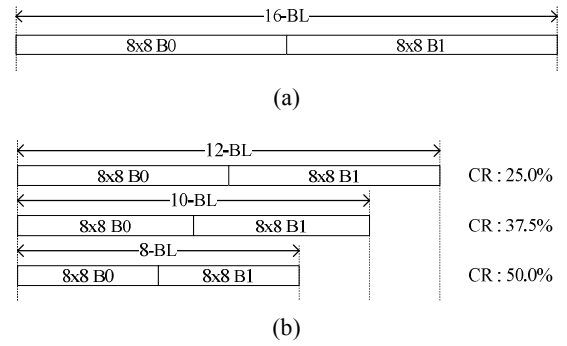 16-BL
8x8 B0 8x8 B1
(a)
12-BL
8x8 B0 8x8 B1 CR : 25.0%
10-BL
8x8 B0 8x8 B1 CR : 37.5%
8-BL
8x8 B0 8x8 B1 CR : 50.0%
(b)